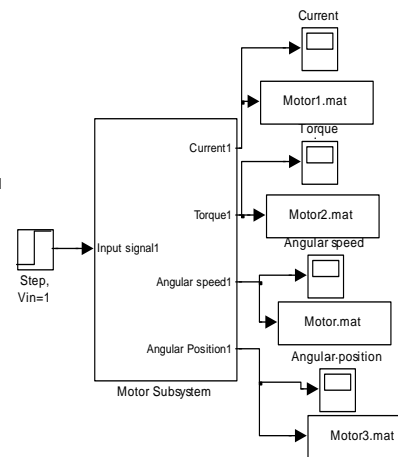 Current
Motor1.mat
Torque
Current1
Torque1
Motor2.mat
Angular speed
Input signal1
Step,
Vin=1
Angular speed1
Motor.mat
Angular Position1
Angular-position
Motor Subsystem
Motor3.mat